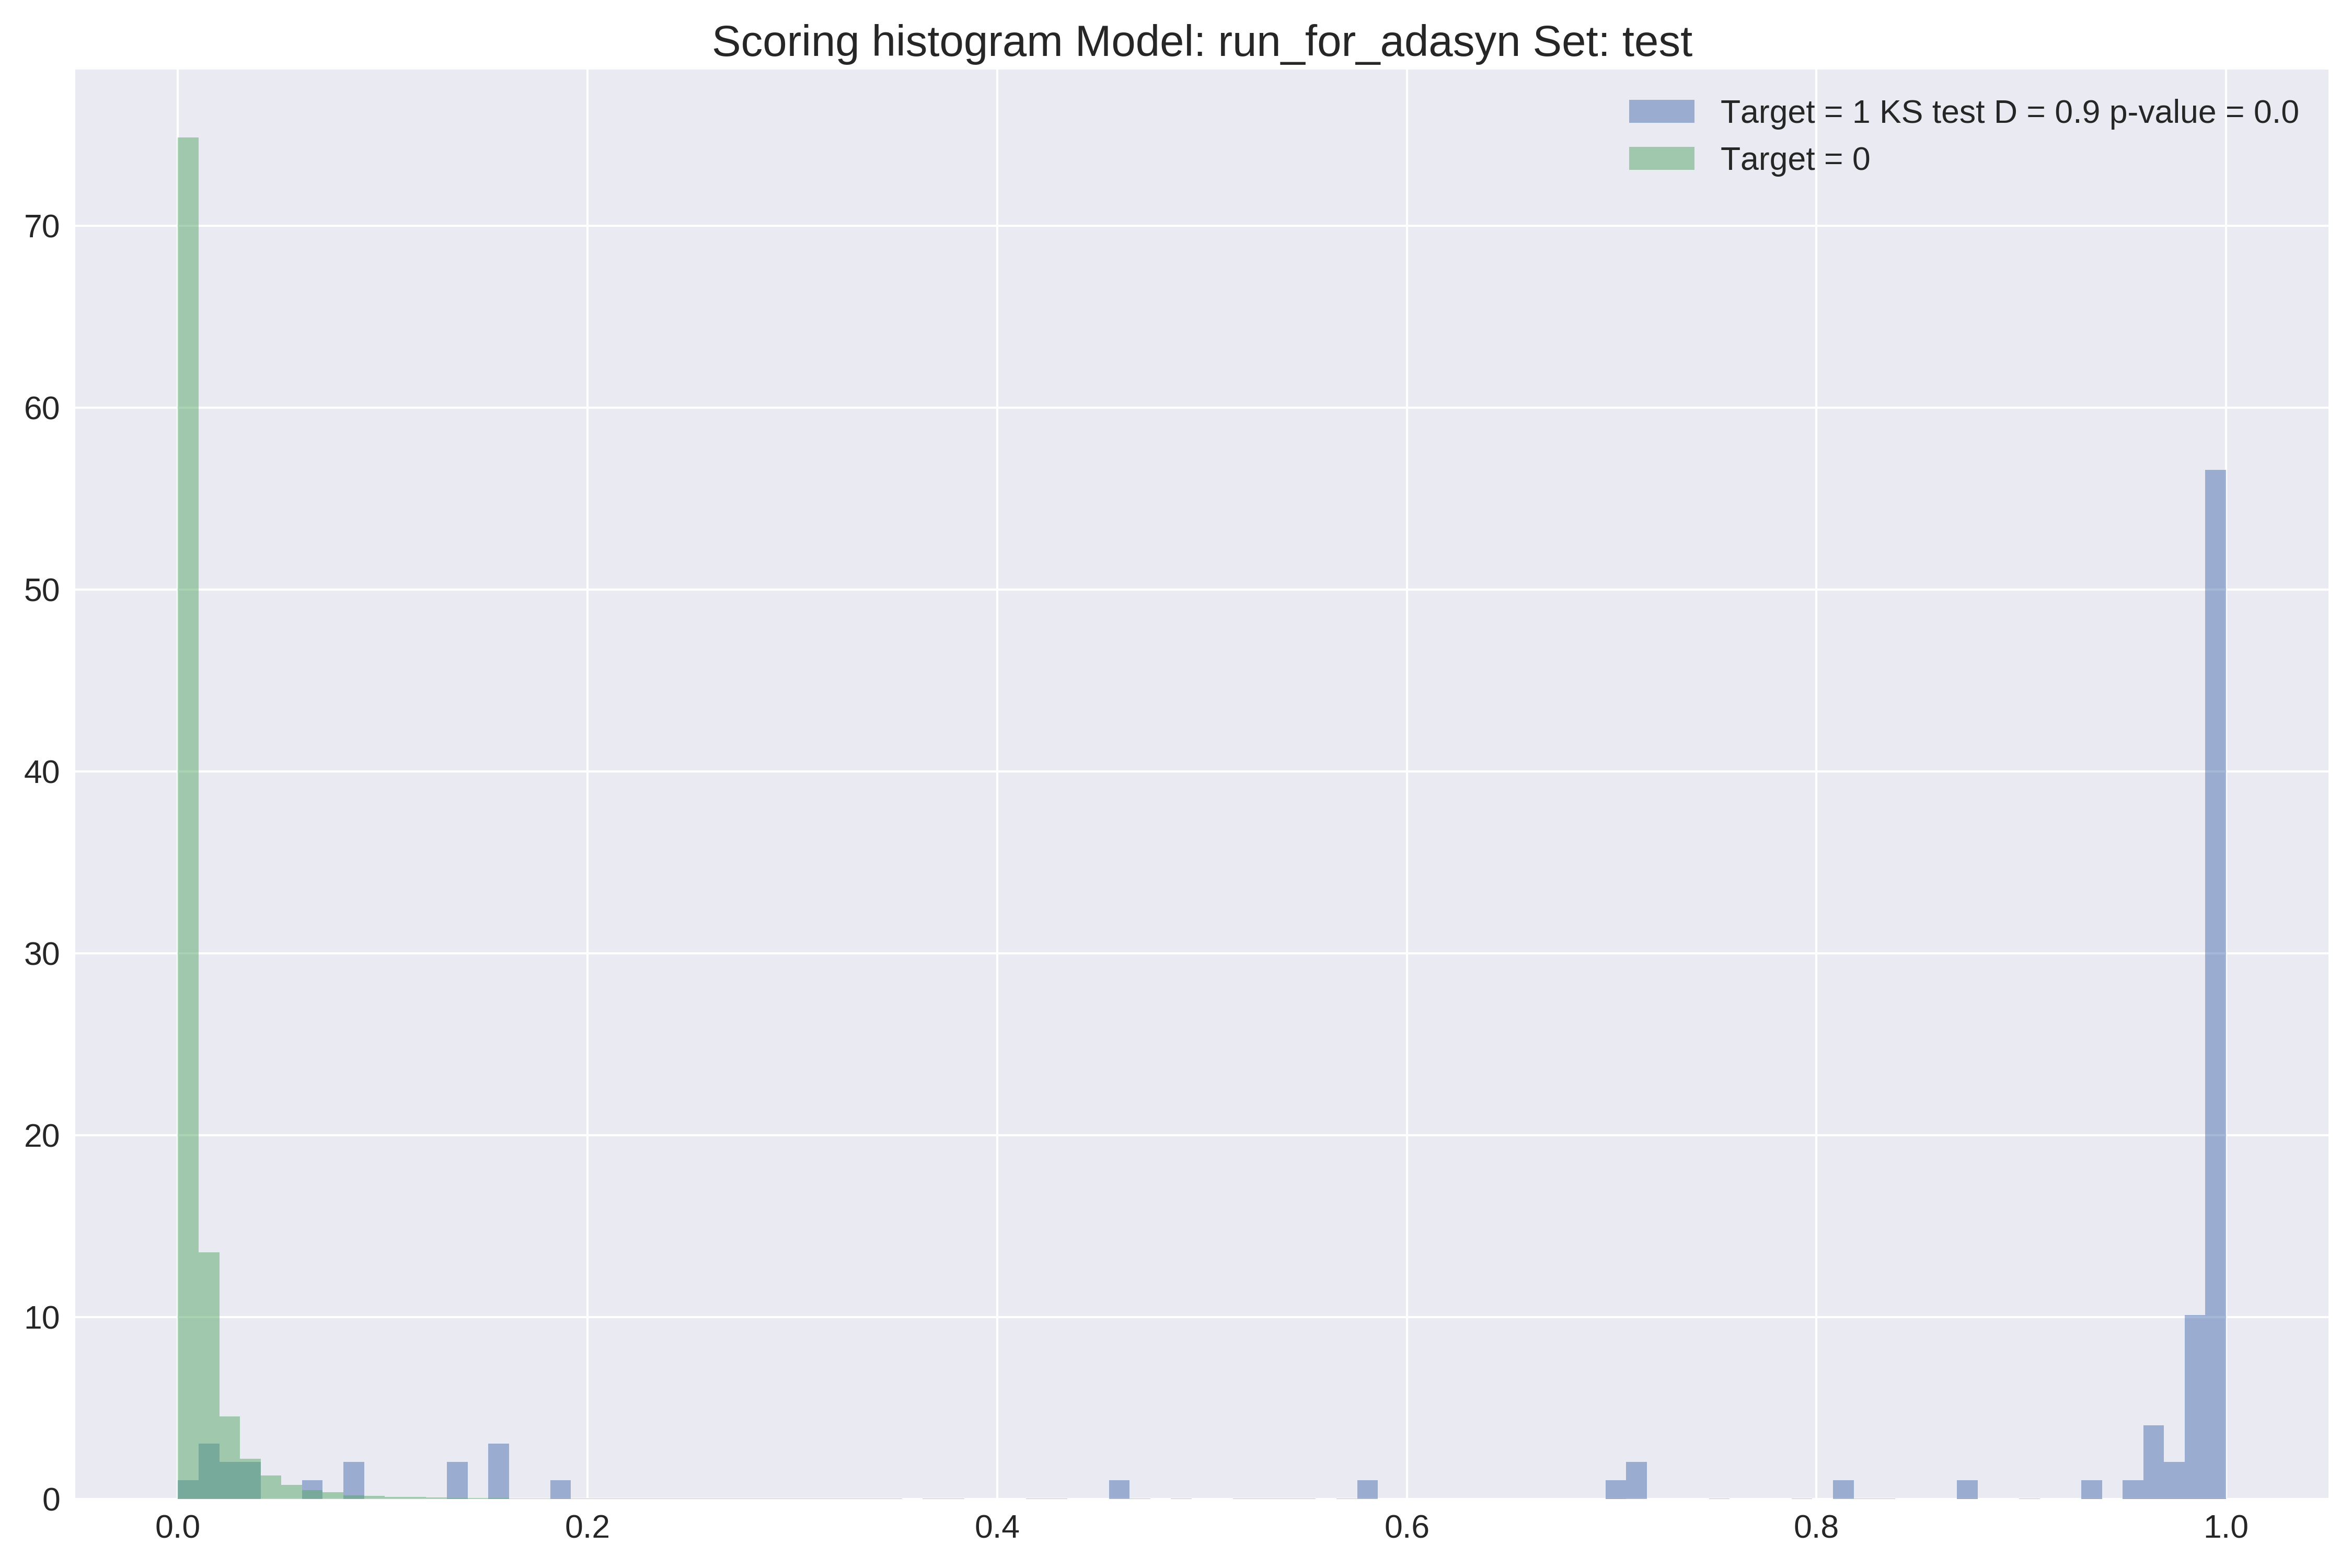 Scoring histogram Model: run_for_adasyn Set: test
Target = 1 KS test D = 0.9 p-value = 0.0
Target = 0
70
60
50
40
30
20
10
0
0.0 0.2 0.4 0.6 0.8 1.0